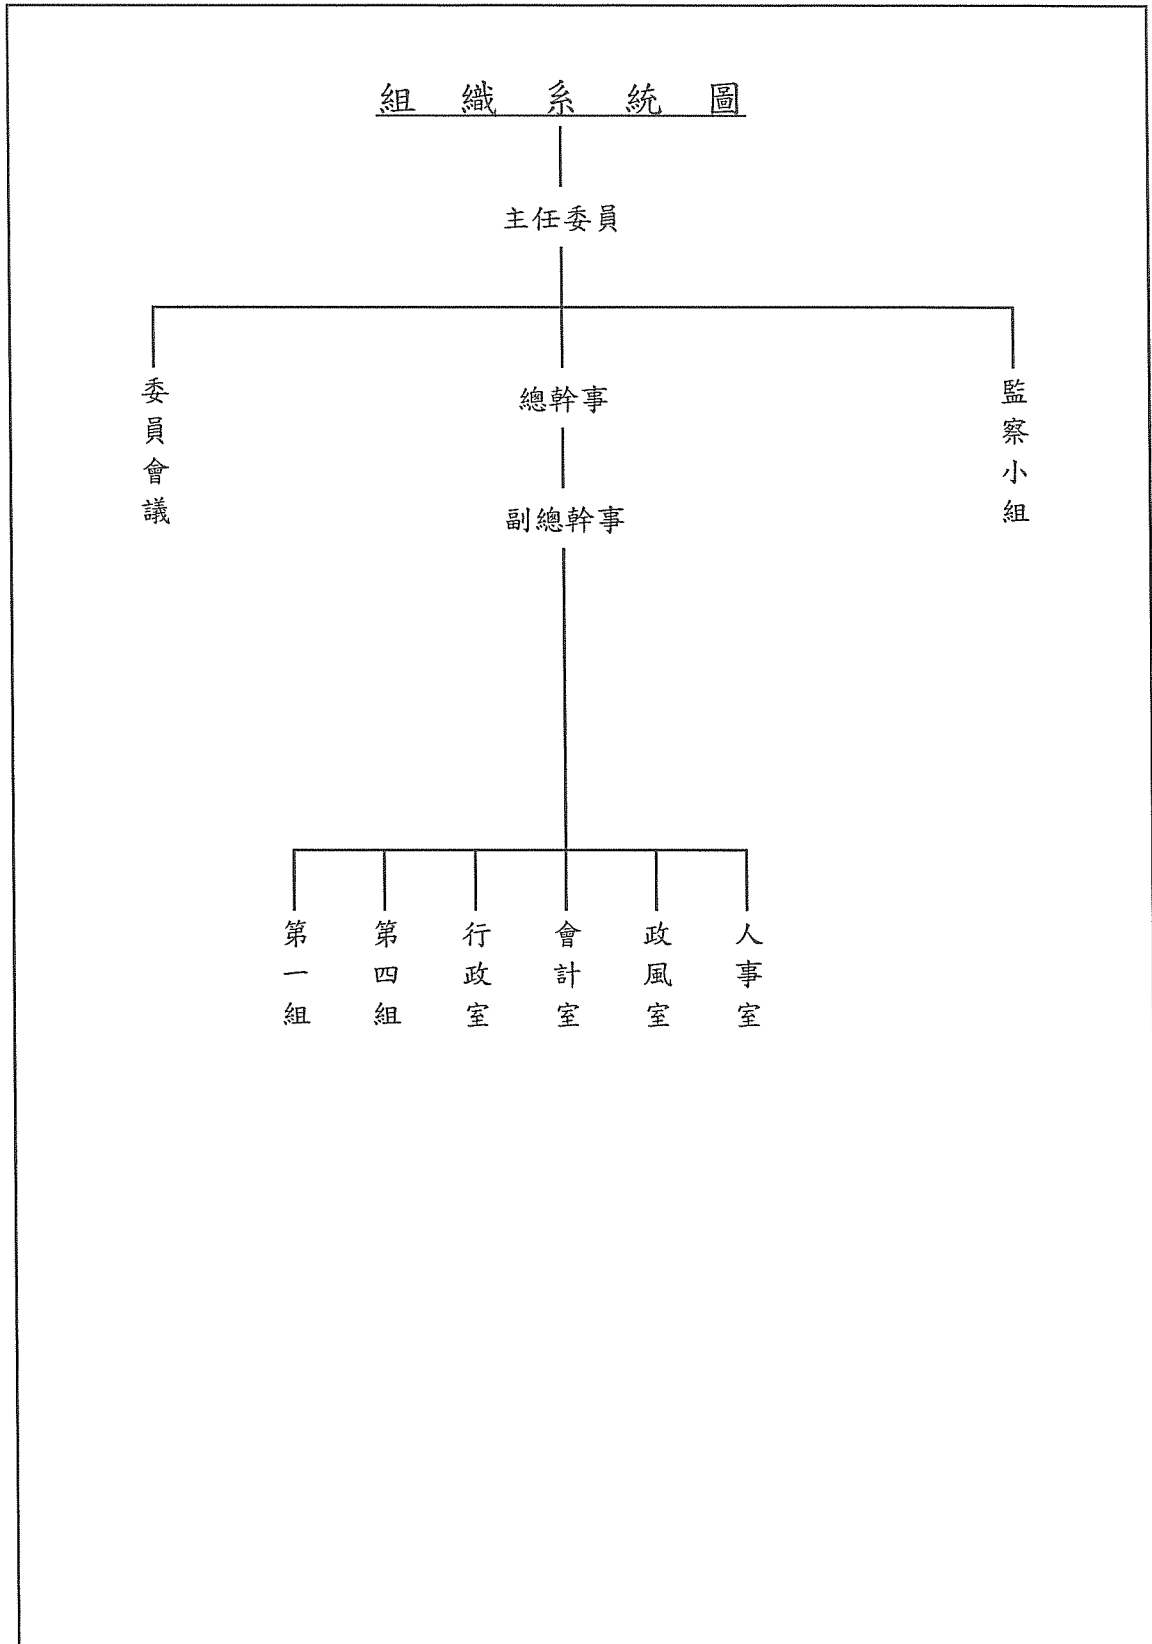 組織系統圖
主任委員
委員會議
總幹事
監察小組
副總幹事
第一組
第四組
行政室
會計室
政風室
人事室